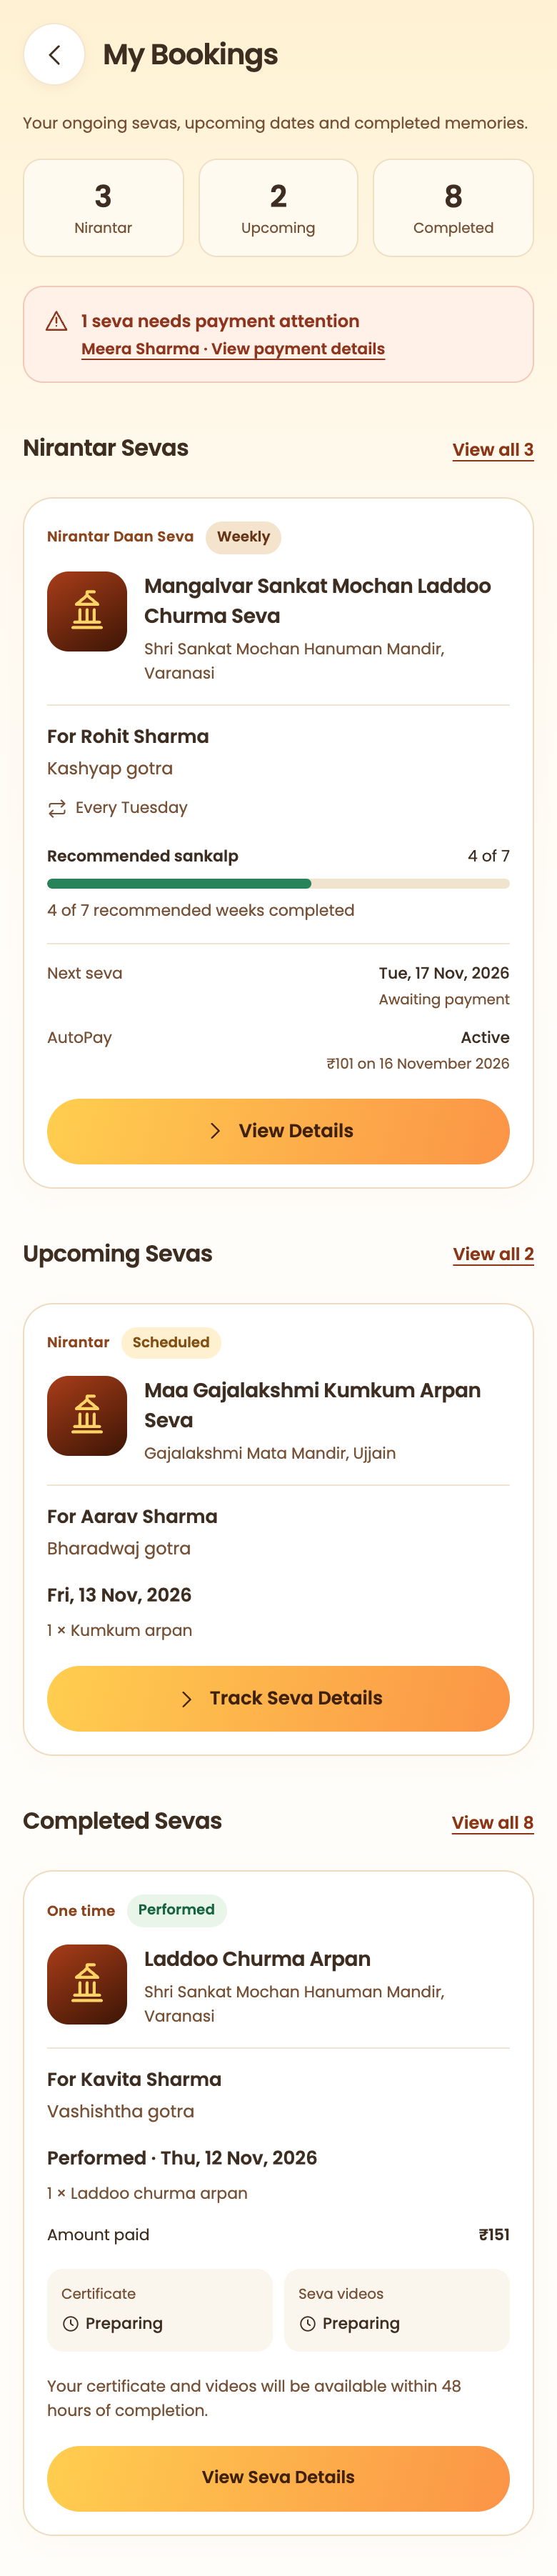 My Bookings
Your ongoing sevas, upcoming dates and completed memories.
3
Nirantar
2
Upcoming
8
Completed
1 seva needs payment attention
Meera Sharma · View payment details
Nirantar Sevas
View all 3
Nirantar Daan Seva
Weekly
Mangalvar Sankat Mochan Laddoo
Churma Seva
Shri Sankat Mochan Hanuman Mandir,
Varanasi
For Rohit Sharma
Kashyap gotra
Every Tuesday
Recommended sankalp
4 of 7
4 of 7 recommended weeks completed
Next seva
Tue, 17 Nov, 2026
Awaiting payment
AutoPay
Active
₹101 on 16 November 2026
View Details
Upcoming Sevas
View all 2
Nirantar
Scheduled
Maa Gajalakshmi Kumkum Arpan
Seva
Gajalakshmi Mata Mandir, Ujjain
For Aarav Sharma
Bharadwaj gotra
Fri, 13 Nov, 2026
1 × Kumkum arpan
Track Seva Details
Completed Sevas
View all 8
One time
Performed
Laddoo Churma Arpan
Shri Sankat Mochan Hanuman Mandir,
Varanasi
For Kavita Sharma
Vashishtha gotra
Performed · Thu, 12 Nov, 2026
1 × Laddoo churma arpan
Amount paid
₹151
Certificate
Preparing
Seva videos
Preparing
Your certificate and videos will be available within 48
hours of completion.
View Seva Details